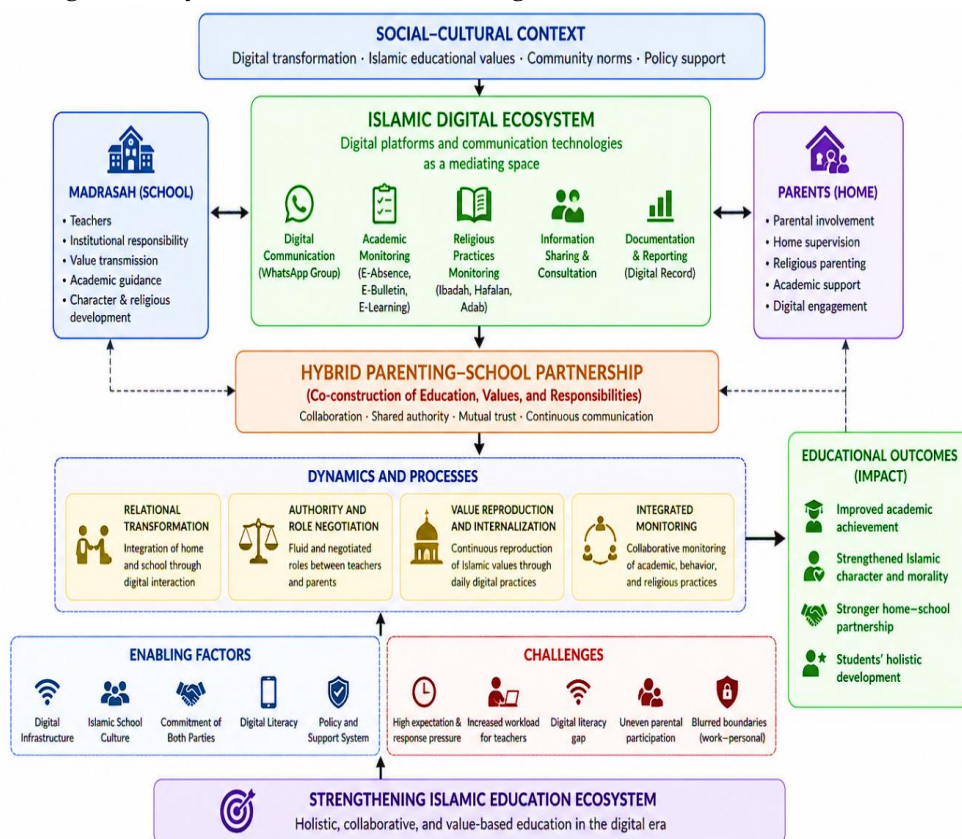 SOCIAL–CULTURAL CONTEXT
Digital transformation · Islamic educational values · Community norms · Policy support
MADRASAH (SCHOOL)
• Teachers
• Institutional responsibility
• Value transmission
• Academic guidance
• Character & religious
development
ISLAMIC DIGITAL ECOSYSTEM
Digital platforms and communication technologies
as a mediating space
Digital
Communication
(WhatsApp Group)
Academic
Monitoring
(E-Absence,
E-Bulletin,
E-Learning)
Religious
Practices
Monitoring
(Ibadah, Hafalan,
Adab)
Information
Sharing &
Consultation
Documentation
& Reporting
(Digital Record)
PARENTS (HOME)
• Parental involvement
• Home supervision
• Religious parenting
• Academic support
• Digital engagement
HYBRID PARENTING–SCHOOL PARTNERSHIP
(Co-construction of Education, Values, and Responsibilities)
Collaboration · Shared authority · Mutual trust · Continuous communication
DYNAMICS AND PROCESSES
RELATIONAL
TRANSFORMATION
Integration of home
and school through
digital interaction
AUTHORITY AND
ROLE NEGOTIATION
Fluid and negotiated
roles between teachers
and parents
VALUE REPRODUCTION
AND INTERNALIZATION
Continuous reproduction
of Islamic values through
daily digital practices
INTEGRATED
MONITORING
Collaborative monitoring
of academic, behavior,
and religious practices
EDUCATIONAL OUTCOMES
(IMPACT)
Improved academic
achievement
Strengthened Islamic
character and morality
Stronger home–school
partnership
Students' holistic
development
ENABLING FACTORS
Digital
Infrastructure
Islamic School
Culture
Commitment of
Both Parties
Digital Literacy
Policy and
Support System
CHALLENGES
High expectation &
response pressure
Increased workload
for teachers
Digital literacy
gap
Uneven parental
participation
Blurred boundaries
(work–personal)
STRENGTHENING ISLAMIC EDUCATION ECOSYSTEM
Holistic, collaborative, and value-based education in the digital era